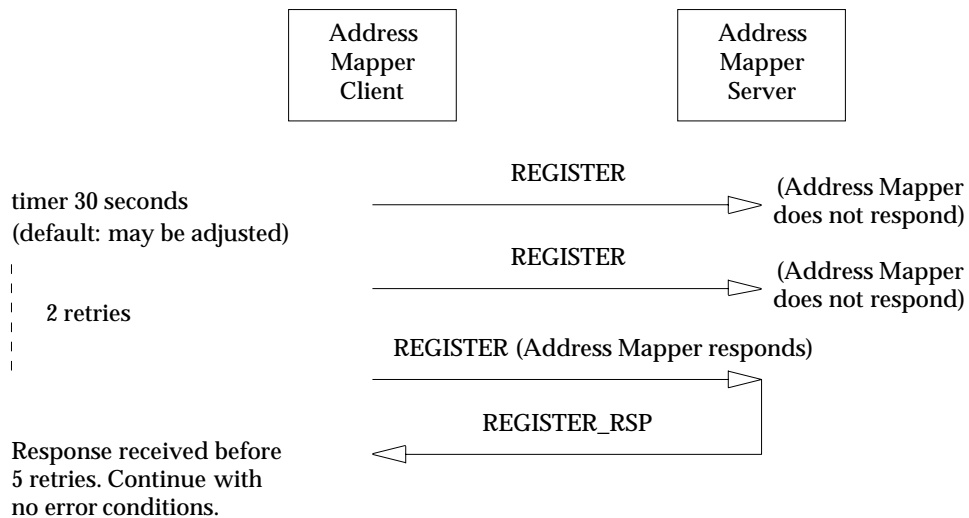 Address
Mapper
Client
Address
Mapper
Server
REGISTER
timer 30 seconds
(default: may be adjusted)
(Address Mapper
does not respond)
REGISTER
(Address Mapper
does not respond)
2 retries
REGISTER (Address Mapper responds)
REGISTER_RSP
Response received before
5 retries. Continue with
no error conditions.